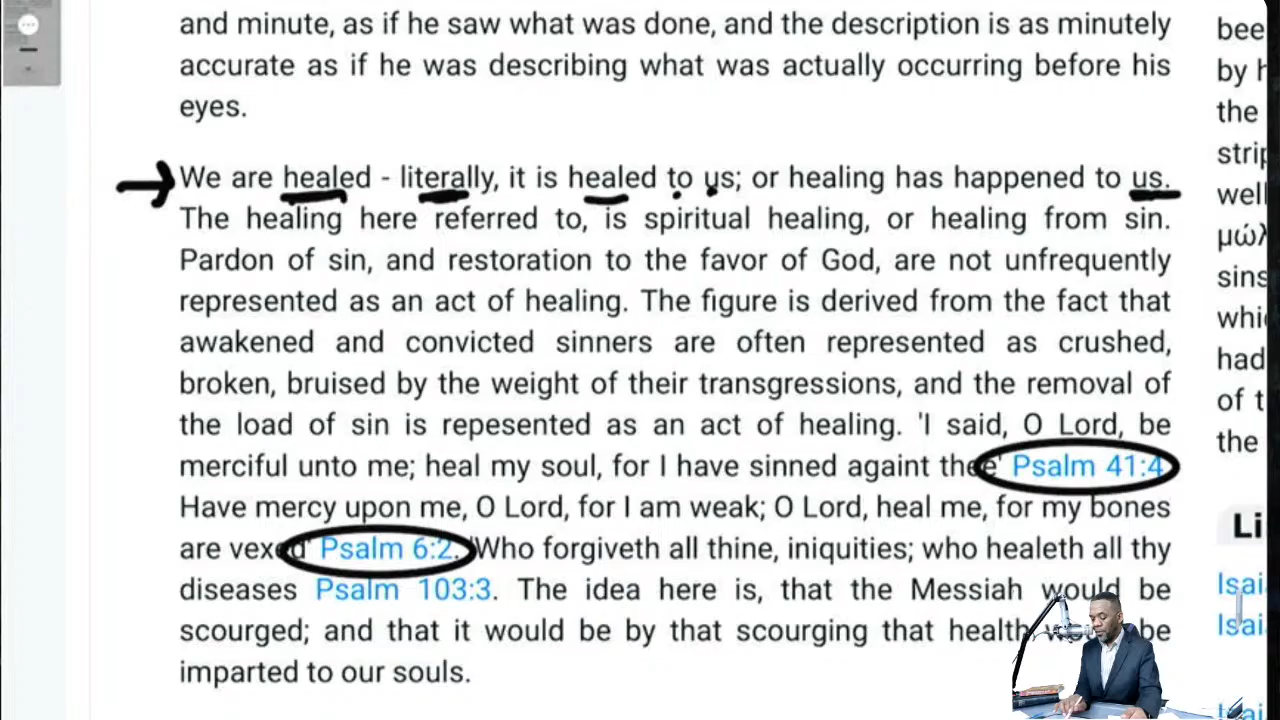 and minute, as if he saw what was done, and the description is as minutely
accurate as if he was describing what was actually occurring before his
eyes.
We are healed - literally, it is healed to us; or healing has happened to us.
The healing here referred to, is spiritual healing, or healing from sin.
Pardon of sin, and restoration to the favor of God, are not unfrequently
represented as an act of healing. The figure is derived from the fact that
awakened and convicted sinners are often represented as crushed,
broken, bruised by the weight of their transgressions, and the removal of
the load of sin is repesented as an act of healing. 'I said, O Lord, be
merciful unto me; heal my soul, for I have sinned againt thee' Psalm 41:4
Have mercy upon me, O Lord, for I am weak; O Lord, heal me, for my bones
are vexed' Psalm 6:2. 'Who forgiveth all thine, iniquities; who healeth all thy
diseases Psalm 103:3. The idea here is, that the Messiah would be
scourged; and that it would be by that scourging that health be
imparted to our souls.
by
the
had
of
the
Li
Isai
Isai